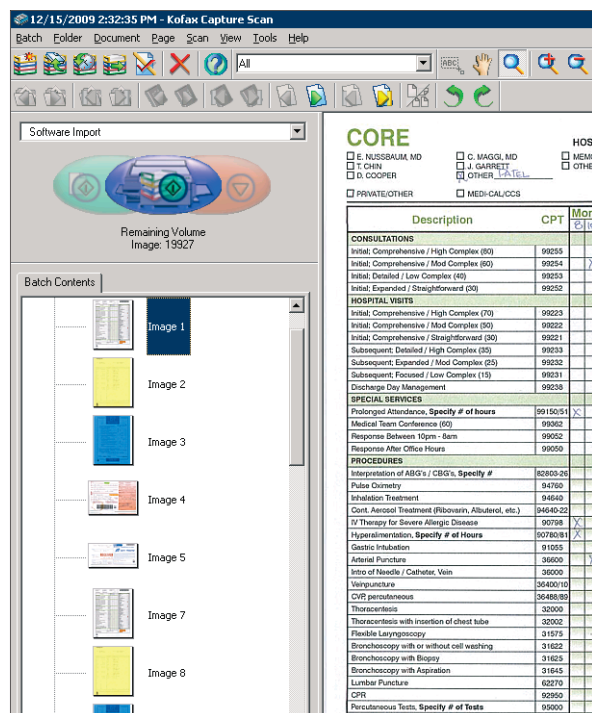 12/15/2009 2:32:35 PM - Kofax Capture Scan
Batch Folder Document Page Scan View Tools Help
All
ABC
Software Import
Remaining Volume
Image: 19927
Batch Contents
Image 1
Image 2
Image 3
Image 4
Image 5
Image 7
Image 8
CORE
HOS
E. NUSSBAUM, MD C. MAGGI, MD MEMO
T. CHIN J. GARRETT OTHE
D. COOPER OTHER PATEL
PRIVATE/OTHER MEDI-CAL/CCS
Description CPT Mon
8
CONSULTATIONS
Initial; Comprehensive / High Complex (80) 99255
Initial; Comprehensive / Mod Complex (60) 99254 X
Initial; Detailed / Low Complex (40) 99253
Initial; Expanded / Straightforward (30) 99252
HOSPITAL VISITS
Initial; Comprehensive / High Complex (70) 99223
Initial; Comprehensive / Mod Complex (50) 99222
Initial; Comprehensive / Straightforward (30) 99221
Subsequent; Detailed / High Complex (35) 99233
Subsequent; Expanded / Mod Complex (25) 99232
Subsequent; Focused / Low Complex (15) 99231
Discharge Day Management 99238
SPECIAL SERVICES
Prolonged Attendance, Specify # of hours 99150/51 X
Medical Team Conference (60) 99362
Response Between 10pm - 8am 99052
Response After Office Hours 99050
PROCEDURES
Interpretation of ABG's / CBG's, Specify # 82803-26
Pulse Oximetry 94760
Inhalation Treatment 94640
Cont. Aerosol Treatment (Ribovarin, Albuterol, etc.) 94640-22
IV Therapy for Severe Allergic Disease 90798 X
Hyperalimentation, Specify # of Hours 90780/81 X
Gastric Intubation 91055
Arterial Puncture 36600
Intro of Needle / Catheter, Vein 36000
Veinpuncture 36400/10
CVP, percutaneous 36488/89
Thoracentesis 32000
Thoracentesis with insertion of chest tube 32002
Flexible Laryngoscopy 31575
Bronchoscopy with or without cell washing 31622
Bronchoscopy with Biopsy 31625
Bronchoscopy with Aspiration 31645
Lumbar Puncture 62270
CPR 92950
Percutaneous Tests, Specify # of Tests 95000